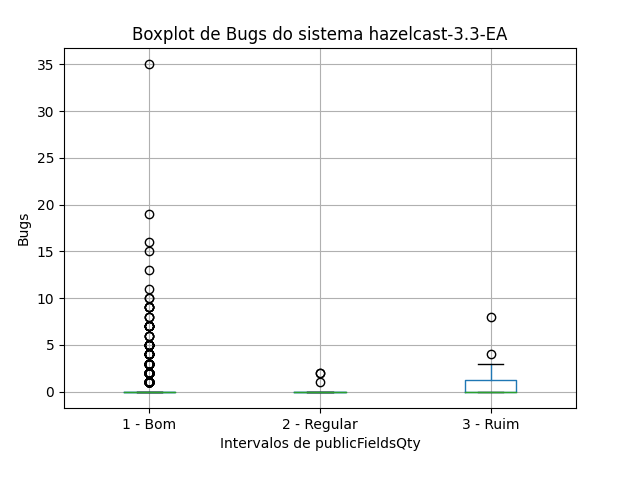 Boxplot de Bugs do sistema hazelcast-3.3-EA
35
30
25
20
15
10
5
0
Bugs
1 - Bom
2 - Regular
3 - Ruim
Intervalos de publicFieldsQty